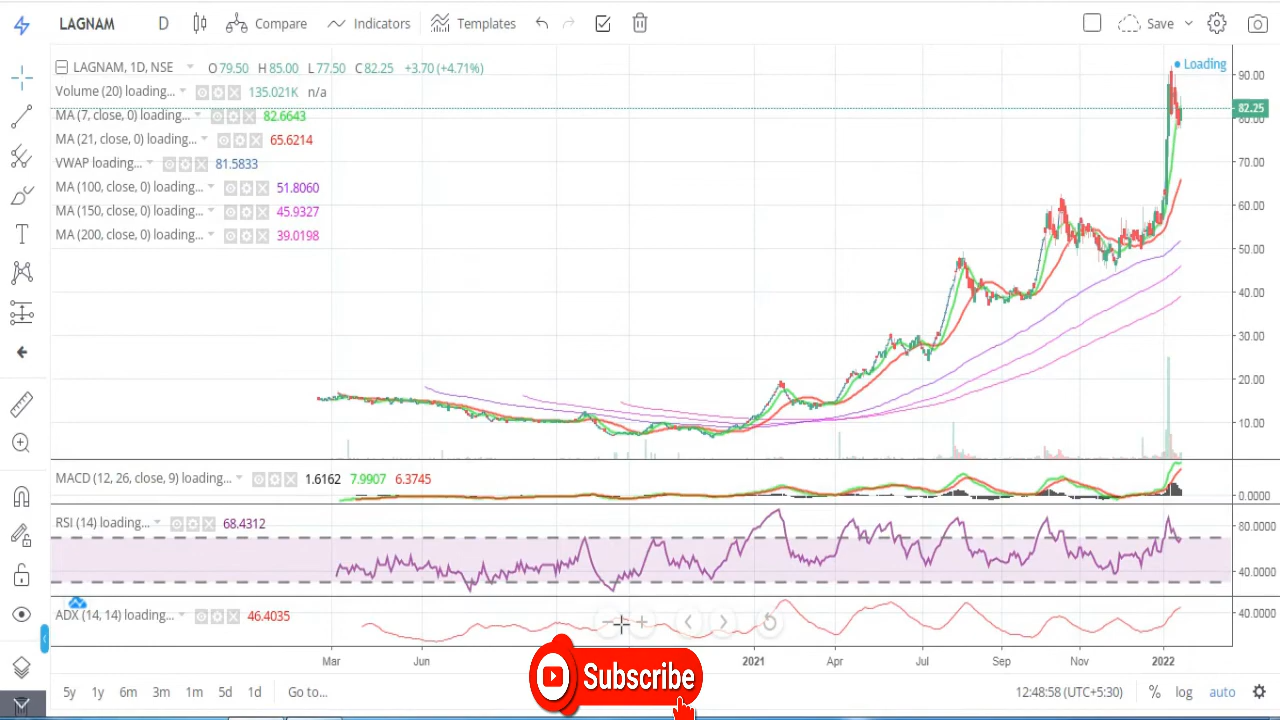 LAGNAM D Compare Indicators Templates Save
LAGNAM, 1D, NSE O79.50 H85.00 L77.50 C82.25 +3.70 (+4.71%)
Loading
Volume (20) loading... 135.021K n/a
MA (7, close, 0) loading... 82.6643
MA (21, close, 0) loading... 65.6214
VWAP loading... 81.5833
MA (100, close, 0) loading... 51.8060
MA (150, close, 0) loading... 45.9327
MA (200, close, 0) loading... 39.0198
90.00
82.25
80.00
70.00
60.00
50.00
40.00
30.00
20.00
10.00
MACD (12, 26, close, 9) loading... 1.6162 7.9907 6.3745
0.0000
RSI (14) loading... 68.4312
80.0000
40.0000
ADX (14, 14) loading... 46.4035
40.0000
Mar Jun 2021 Apr Jul Sep Nov 2022
Subscribe
5y 1y 6m 3m 1m 5d 1d Go to... 12:48:58 (UTC+5:30) % log auto